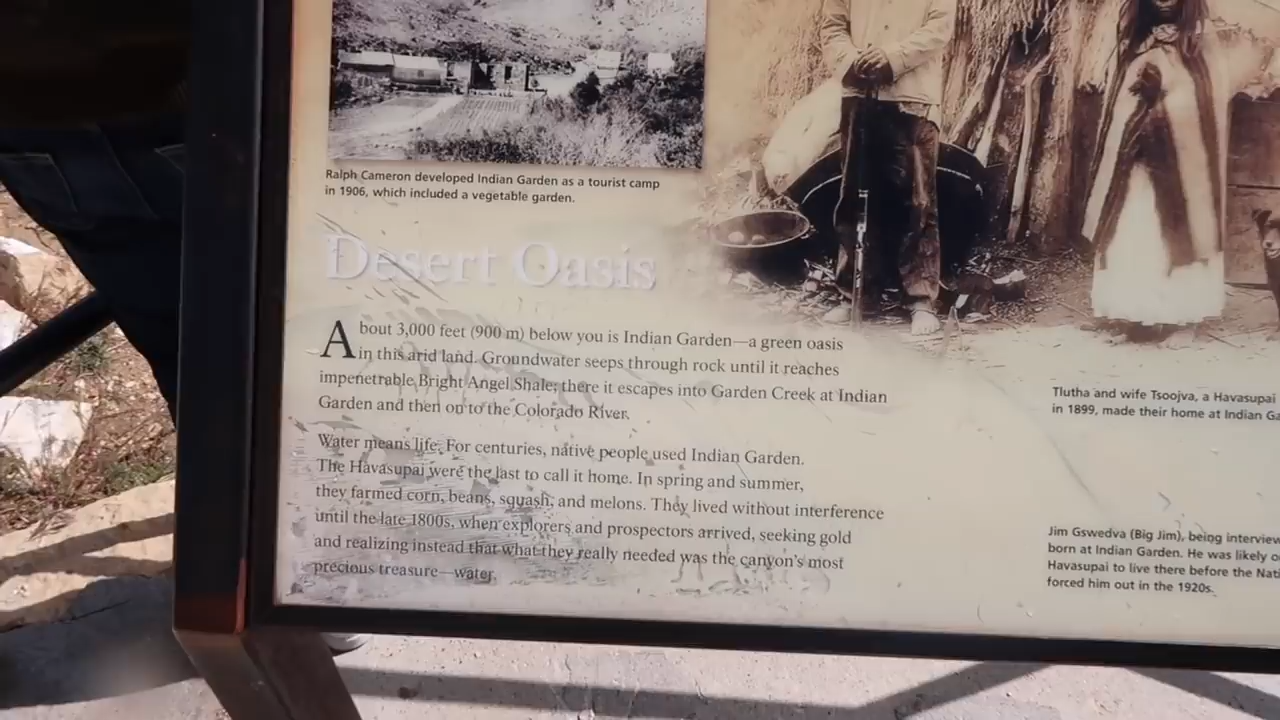 Ralph Cameron developed Indian Garden as a tourist camp
in 1906, which included a vegetable garden.
Desert Oasis
About 3,000 feet (900 m) below you is Indian Garden—a green oasis
in this arid land. Groundwater seeps through rock until it reaches
impenetrable Bright Angel Shale; there it escapes into Garden Creek at Indian
Garden and then on to the Colorado River.
Water means life. For centuries, native people used Indian Garden.
The Havasupai were the last to call it home. In spring and summer,
they farmed corn, beans, squash, and melons. They lived without interference
until the late 1800s, when explorers and prospectors arrived, seeking gold
and realizing instead that what they really needed was the canyon's most
precious treasure—water.
Tlutha and wife Tsoojva, a Havasupai
in 1899, made their home at Indian Ga
Jim Gswedva (Big Jim), being interview
born at Indian Garden. He was likely o
Havasupai to live there before the Nati
forced him out in the 1920s.